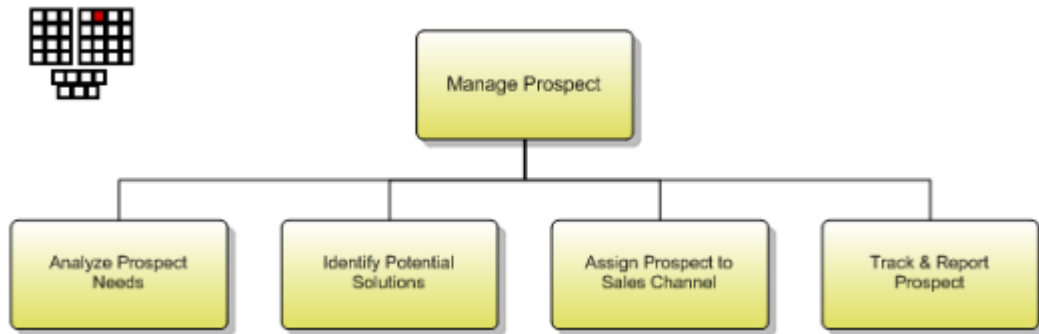 Manage Prospect
Analyze Prospect
Needs
Identify Potential
Solutions
Assign Prospect to
Sales Channel
Track & Report
Prospect